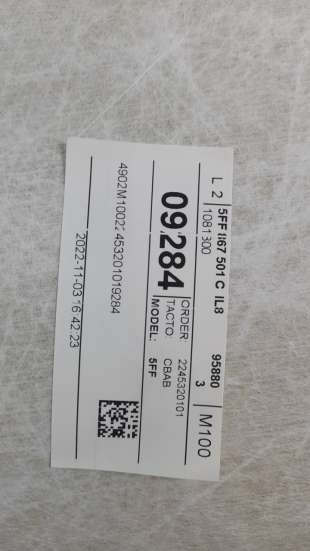 L 2 5FF 867 501 C IL8 95880 M100
1081300 3
09.284 ORDER: 2245320101
TACTO: CBAB
MODEL: 5FF
4902M10022453201019284
2022-11-03 16:42:23